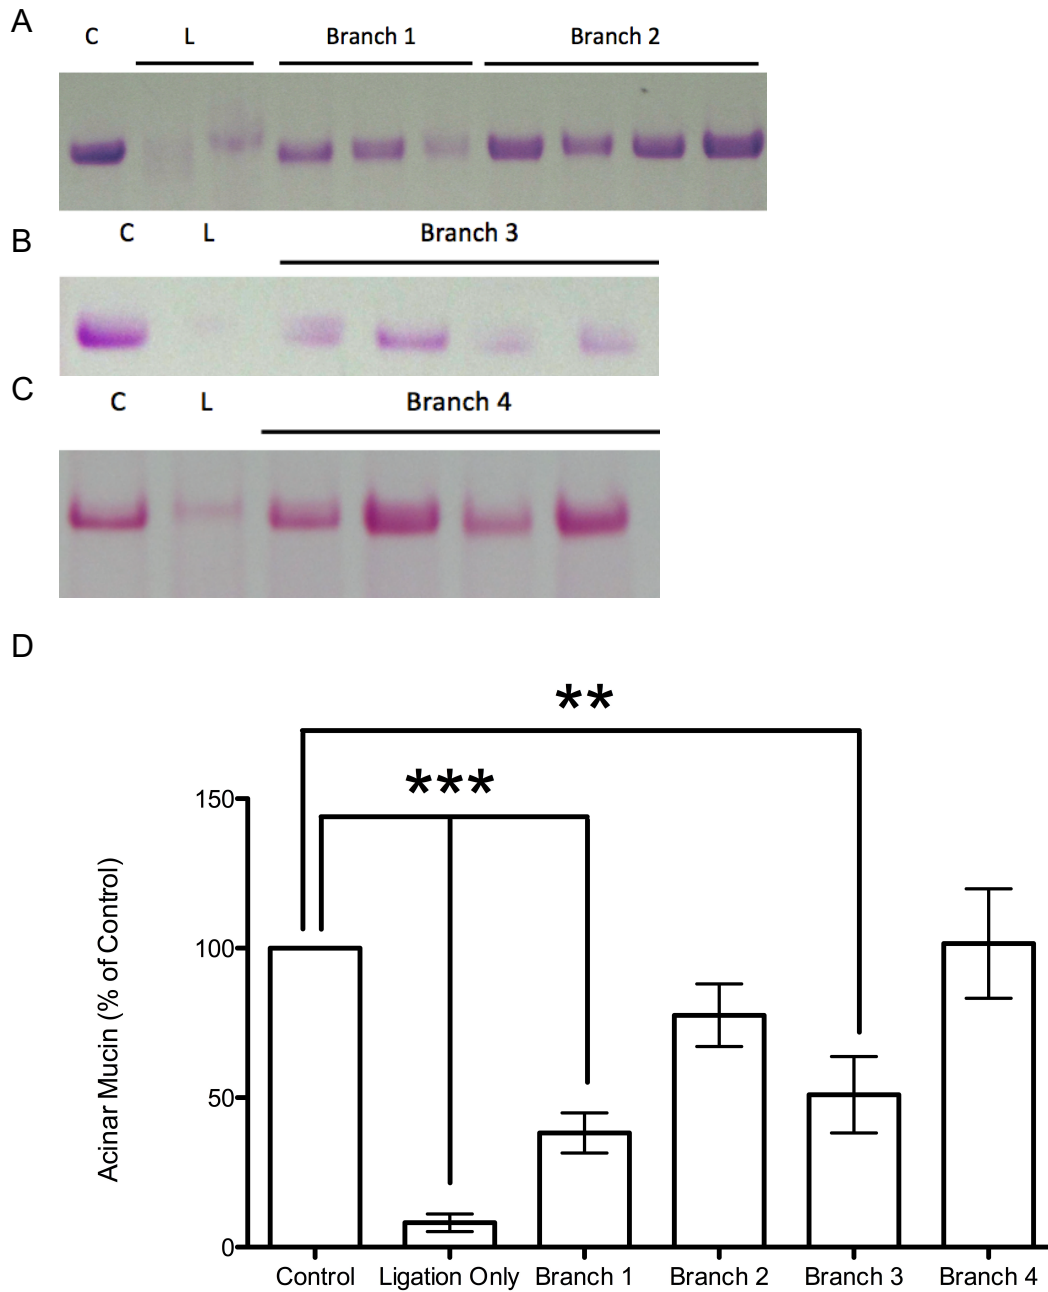 A
C L Branch 1 Branch 2
B
C L Branch 3
C
C L Branch 4
D
**
***
Acinar Mucin (% of Control)
150
100
50
0
Control Ligation Only Branch 1 Branch 2 Branch 3 Branch 4